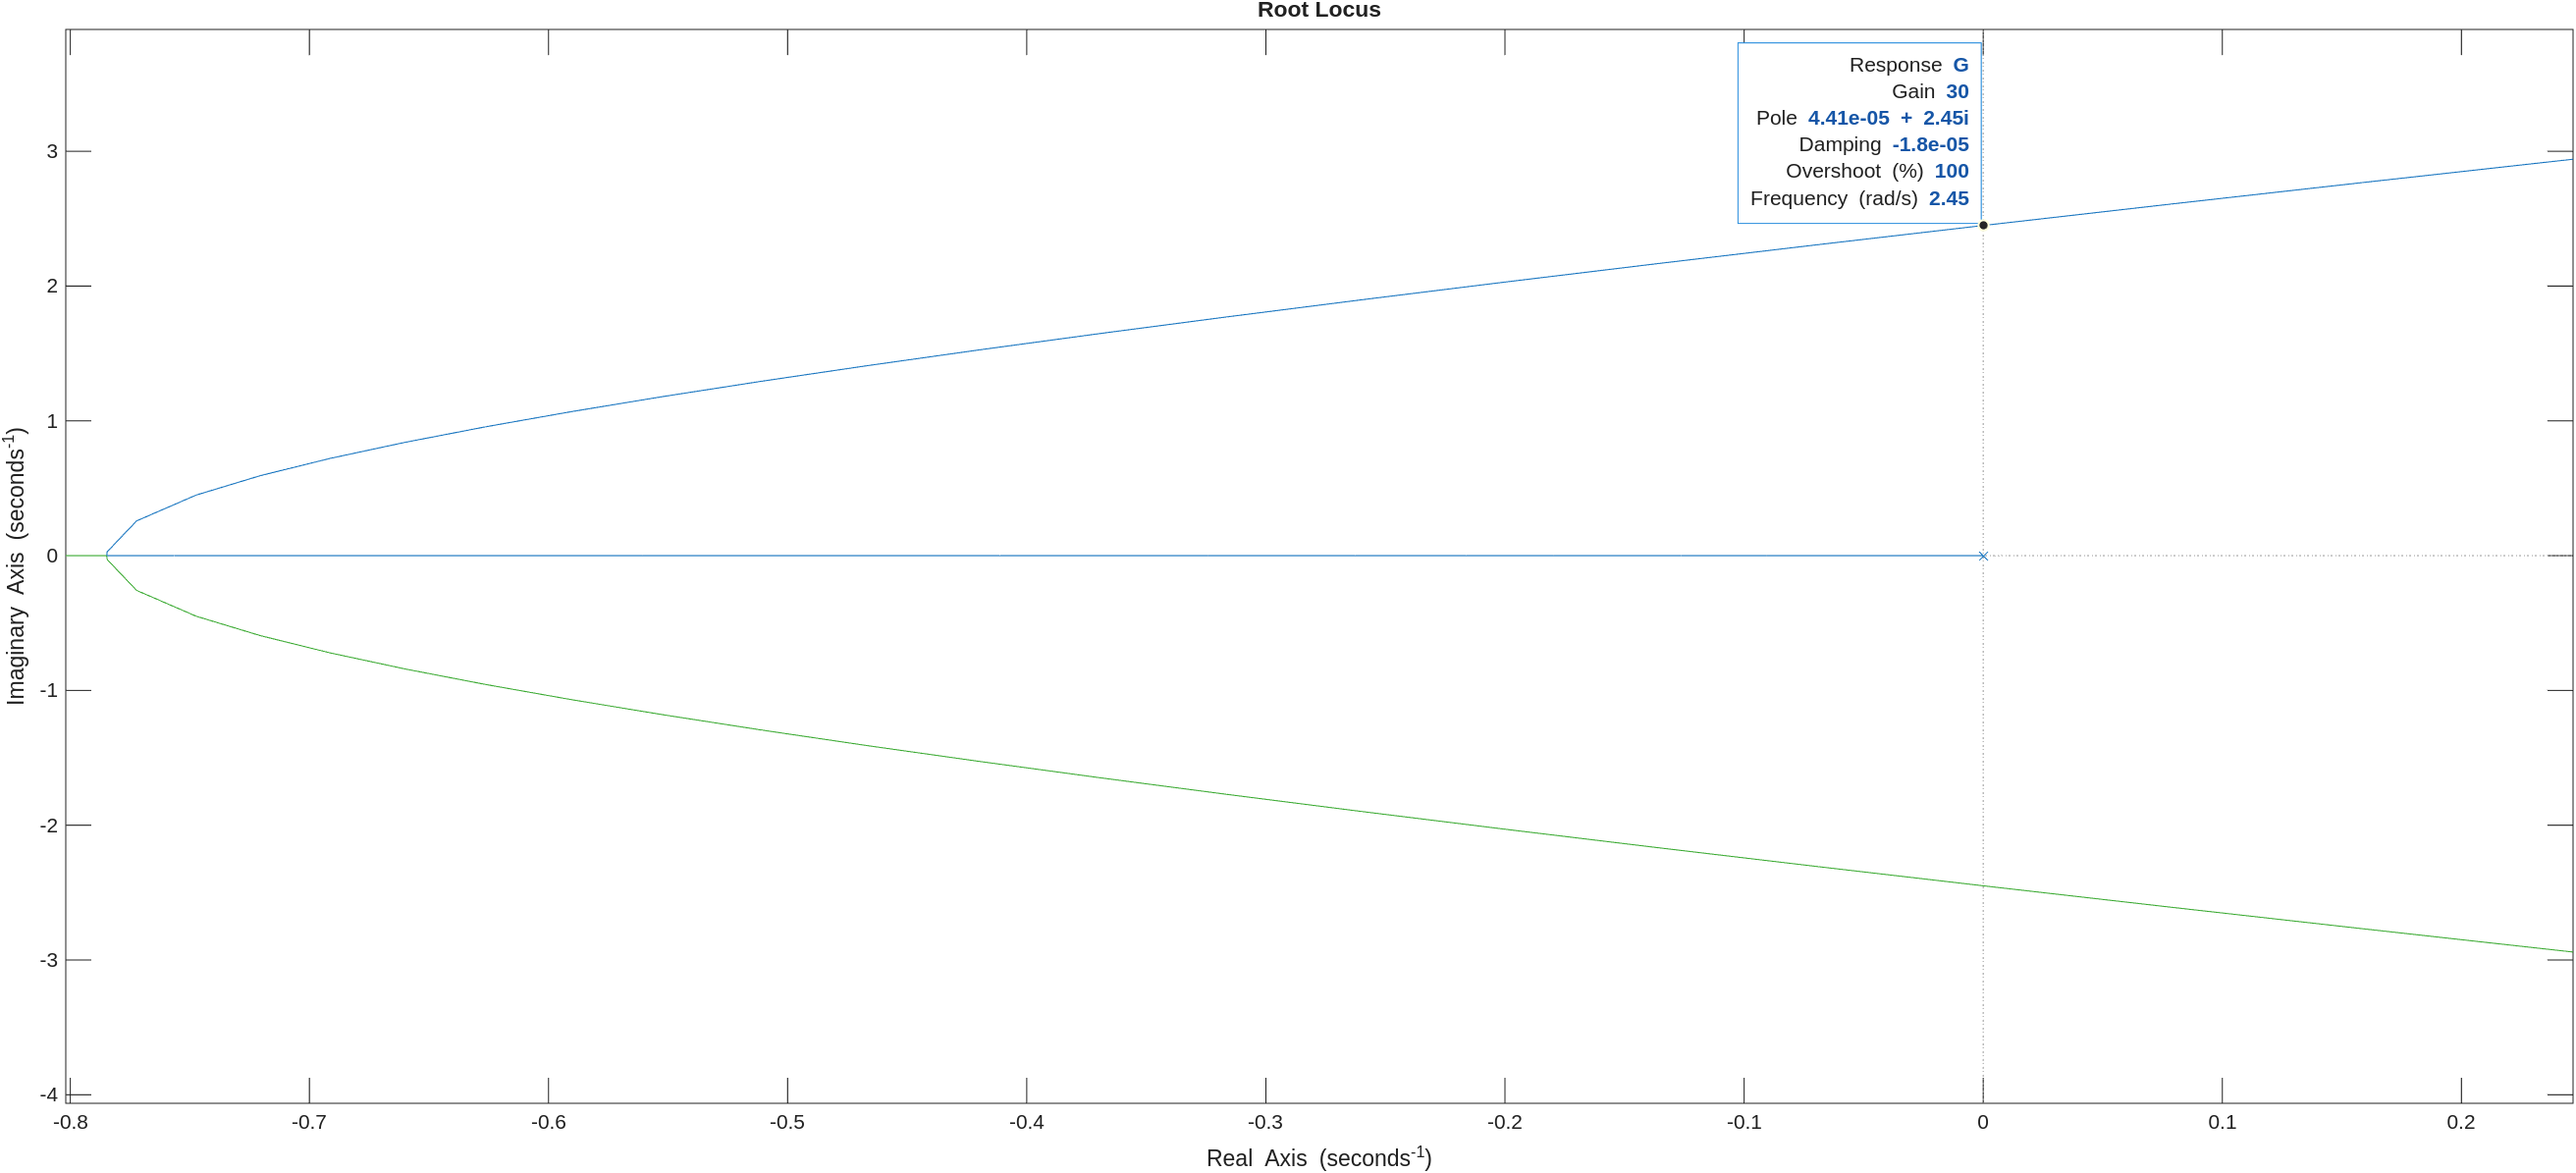 Root Locus
Response G
Gain 30
Pole 4.41e-05 + 2.45i
Damping -1.8e-05
Overshoot (%) 100
Frequency (rad/s) 2.45
3
2
1
0
-1
-2
-3
-4
Imaginary Axis (seconds-1)
-0.8 -0.7 -0.6 -0.5 -0.4 -0.3 -0.2 -0.1 0 0.1 0.2
Real Axis (seconds-1)